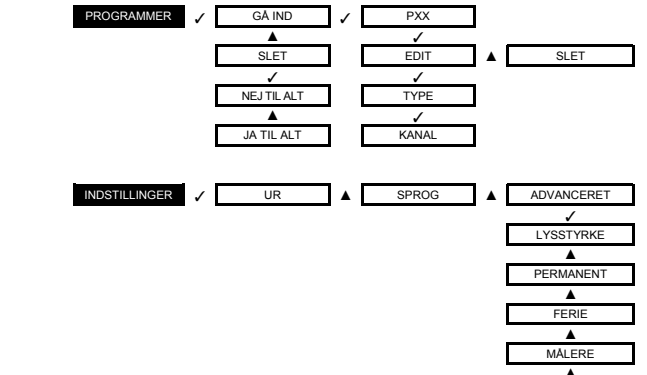 PROGRAMMER ✓ GÅ IND ✓ PXX
▲ ✓
SLET EDIT ▲ SLET
✓ ✓
NEJ TIL ALT TYPE
▲ ✓
JA TIL ALT KANAL
INDSTILLINGER ✓ UR ▲ SPROG ▲ ADVANCERET
✓
LYSSTYRKE
▲
PERMANENT
▲
FERIE
▲
MÅLERE
▲